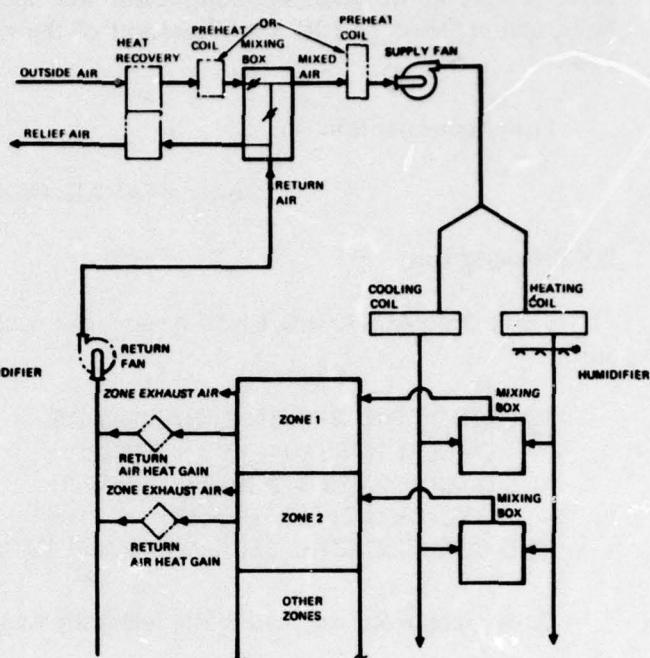 OR
PREHEAT
COIL
HEAT
RECOVERY
PREHEAT
COIL
MIXING
BOX
MIXED
AIR
SUPPLY FAN
OUTSIDE AIR
RELIEF AIR
RETURN
AIR
COOLING
COIL
HEATING
COIL
RETURN
FAN
DIFIER
HUMIDIFIER
ZONE EXHAUST AIR
ZONE 1
MIXING
BOX
RETURN
AIR HEAT GAIN
ZONE EXHAUST AIR
ZONE 2
MIXING
BOX
RETURN
AIR HEAT GAIN
OTHER
ZONES